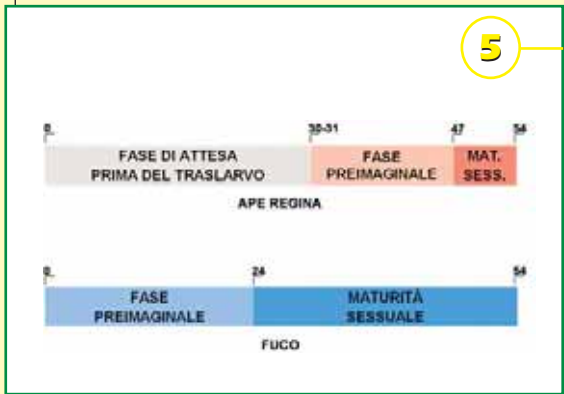 5
0 30-31 47 54
FASE DI ATTESA FASE MAT.
PRIMA DEL TRASLARVO PREIMAGINALE SESS.
APE REGINA
0 24 54
FASE MATURITÀ
PREIMAGINALE SESSUALE
FUCO